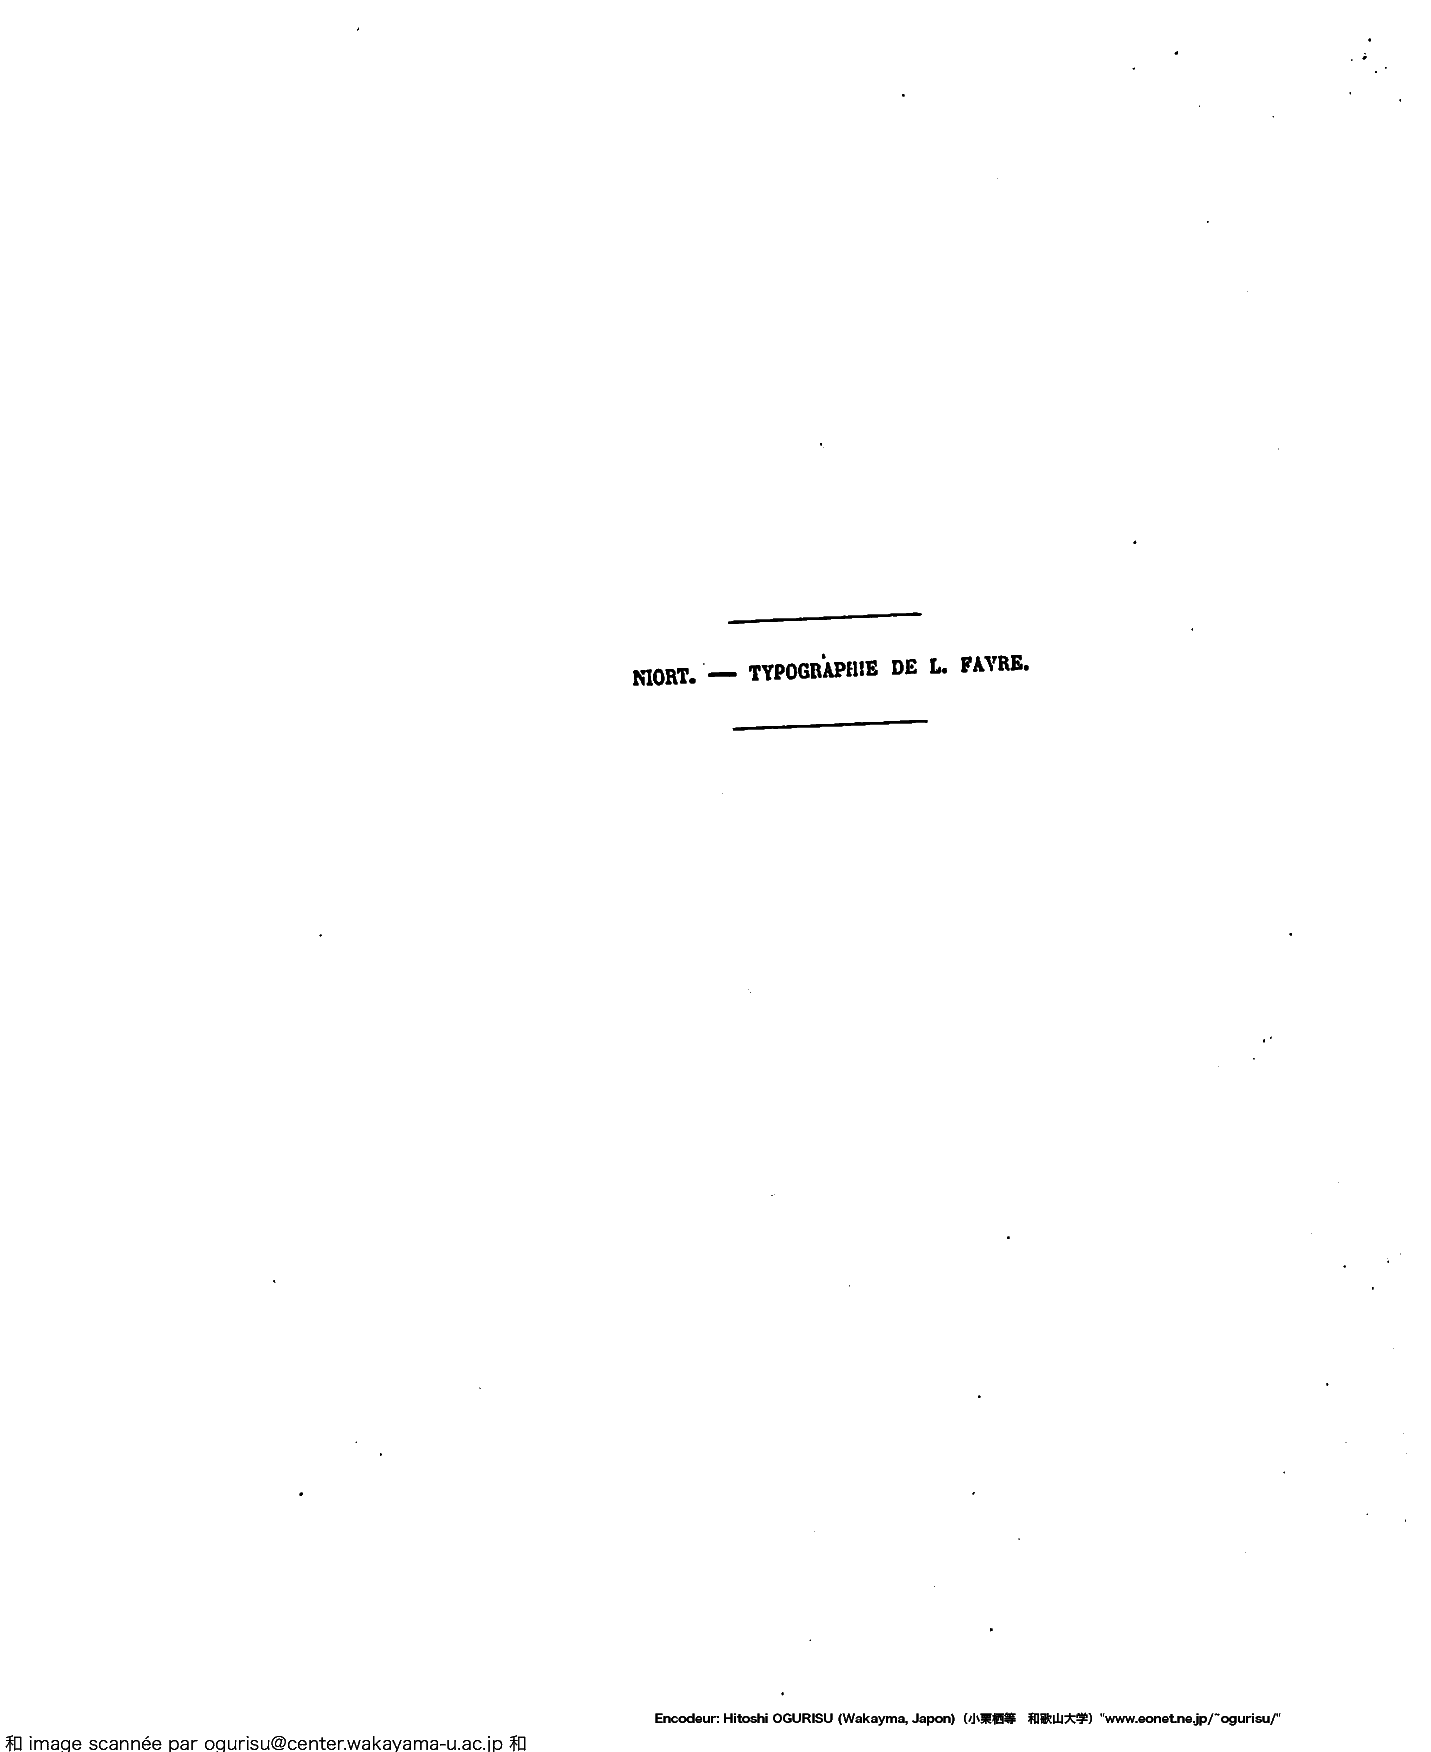 NIORT. — TYPOGRAPHIE DE L. FAVRE.
Encodeur: Hitoshi OGURISU (Wakayma, Japon) (小栗栖等 和歌山大学) "www.eonet.ne.jp/~ogurisu/"
和 image scannée par ogurisu@center.wakayama-u.ac.jp 和